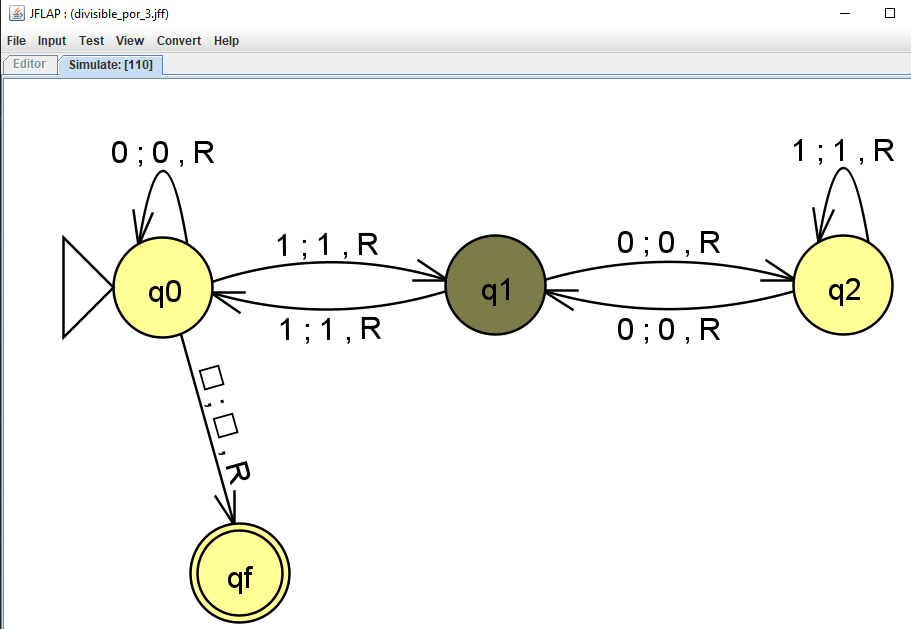 JFLAP : (divisible_por_3.jff)
File Input Test View Convert Help
Editor Simulate: [110]
0 ; 0 , R
1 ; 1 , R
1 ; 1 , R
0 ; 0 , R
q0
q1
q2
1 ; 1 , R
0 ; 0 , R
□ ; □ , R
qf